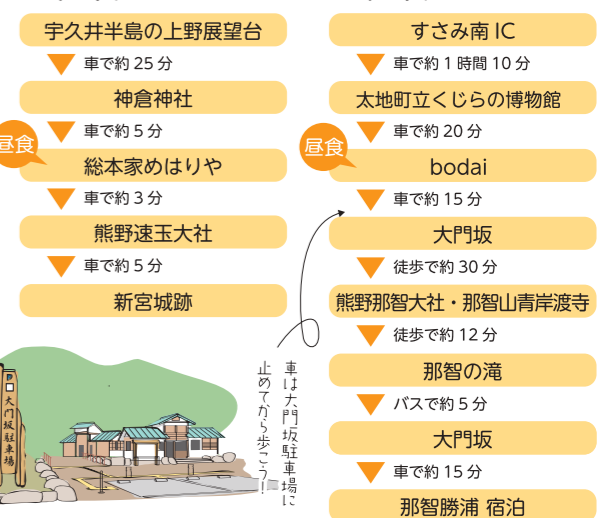 宇久井半島の上野展望台
車で約 25 分
神倉神社
車で約 5 分
昼食
総本家めはりや
車で約 3 分
熊野速玉大社
車で約 5 分
新宮城跡
すさみ南 IC
車で約 1 時間 10 分
太地町立くじらの博物館
車で約 20 分
昼食
bodai
車で約 15 分
大門坂
徒歩で約 30 分
熊野那智大社・那智山青岸渡寺
徒歩で約 12 分
那智の滝
バスで約 5 分
大門坂
車で約 15 分
那智勝浦 宿泊
車は大門坂駐車場に
止めてから歩こう！
P
大門坂駐車場